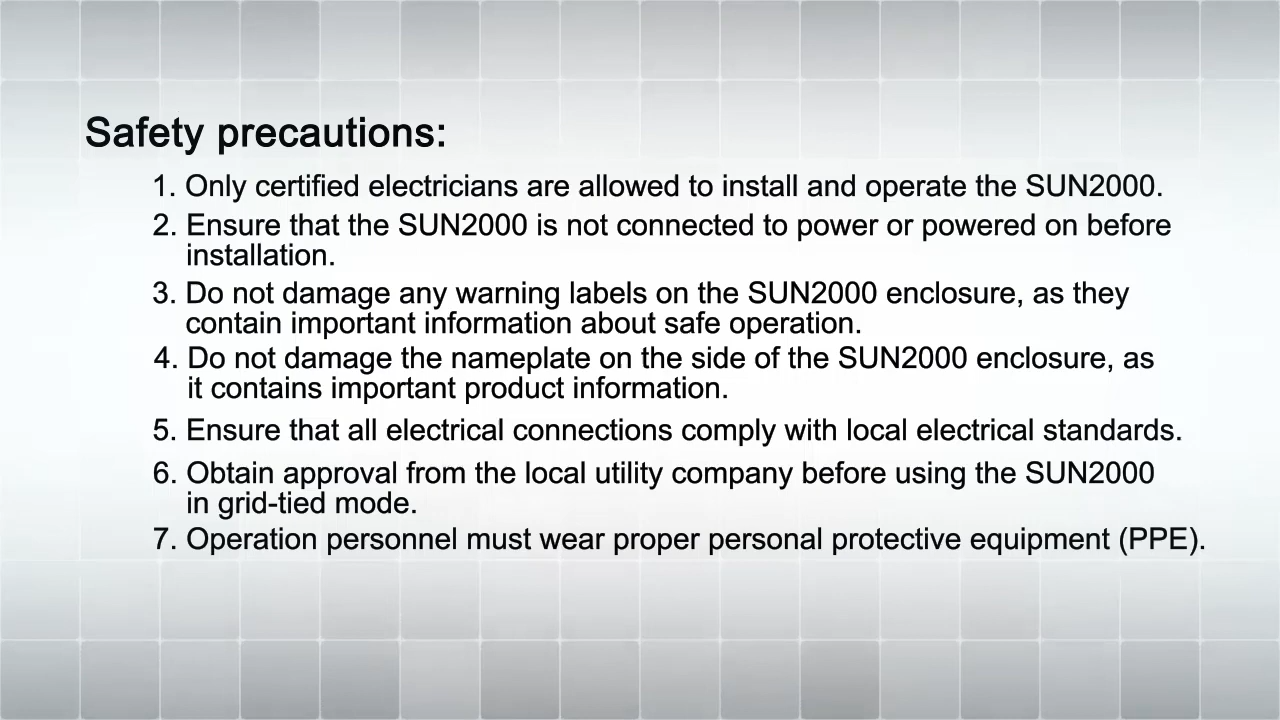 Safety precautions:
1. Only certified electricians are allowed to install and operate the SUN2000.
2. Ensure that the SUN2000 is not connected to power or powered on before
installation.
3. Do not damage any warning labels on the SUN2000 enclosure, as they
contain important information about safe operation.
4. Do not damage the nameplate on the side of the SUN2000 enclosure, as
it contains important product information.
5. Ensure that all electrical connections comply with local electrical standards.
6. Obtain approval from the local utility company before using the SUN2000
in grid-tied mode.
7. Operation personnel must wear proper personal protective equipment (PPE).